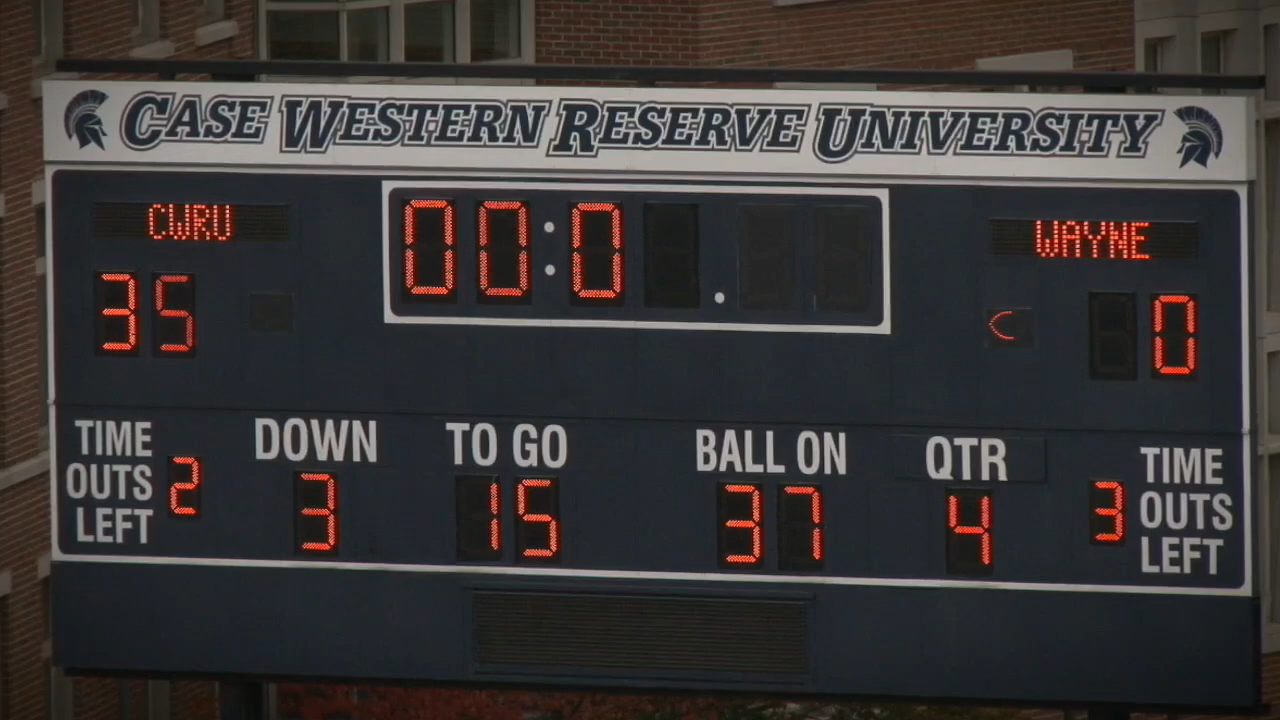 CASE WESTERN RESERVE UNIVERSITY
CWRU
00:0 .
WAYNE
35
<
0
TIME OUTS LEFT 2
DOWN 3
TO GO 15
BALL ON 37
QTR 4
3 TIME OUTS LEFT